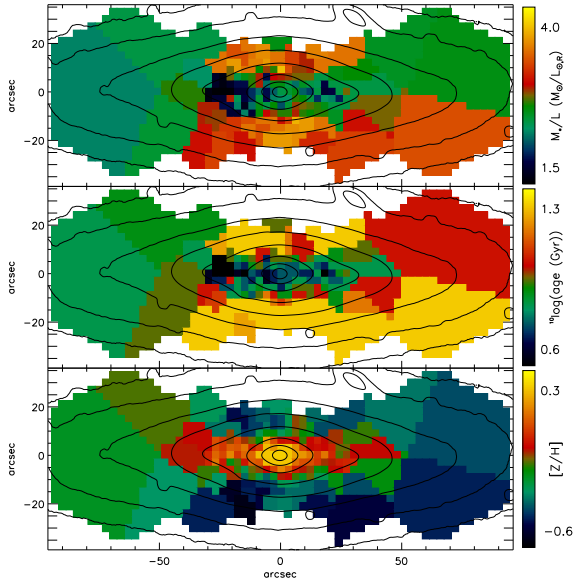 20
0
−20
arcsec
4.0
1.5
M*/L (M⊙/L⊙,R)
20
0
−20
arcsec
1.3
0.6
¹⁰log(age (Gyr)
20
0
−20
arcsec
0.3
−0.6
[Z/H]
−50
0
50
arcsec